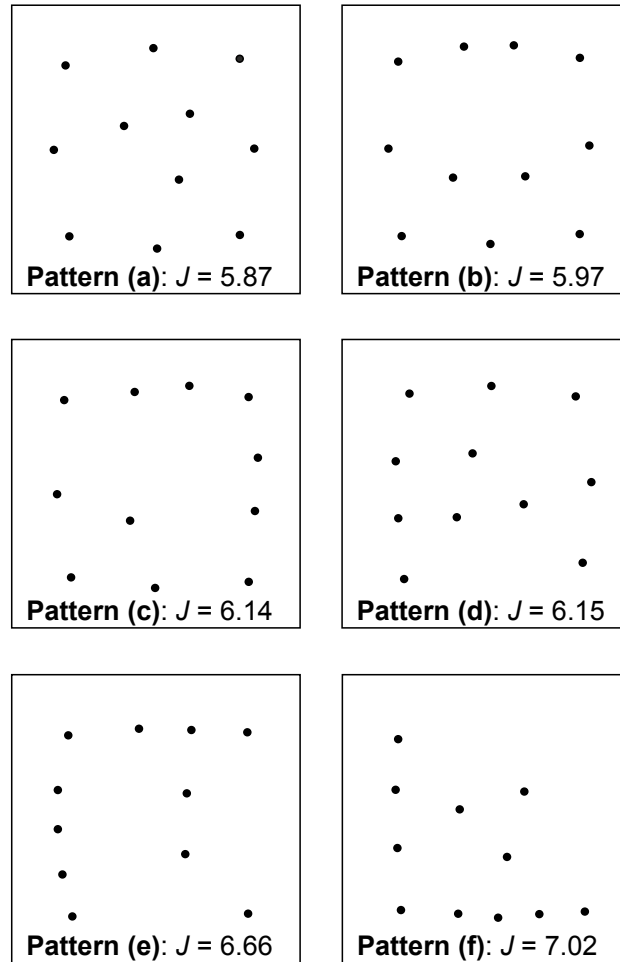 Pattern (a): J = 5.87
Pattern (b): J = 5.97
Pattern (c): J = 6.14
Pattern (d): J = 6.15
Pattern (e): J = 6.66
Pattern (f): J = 7.02